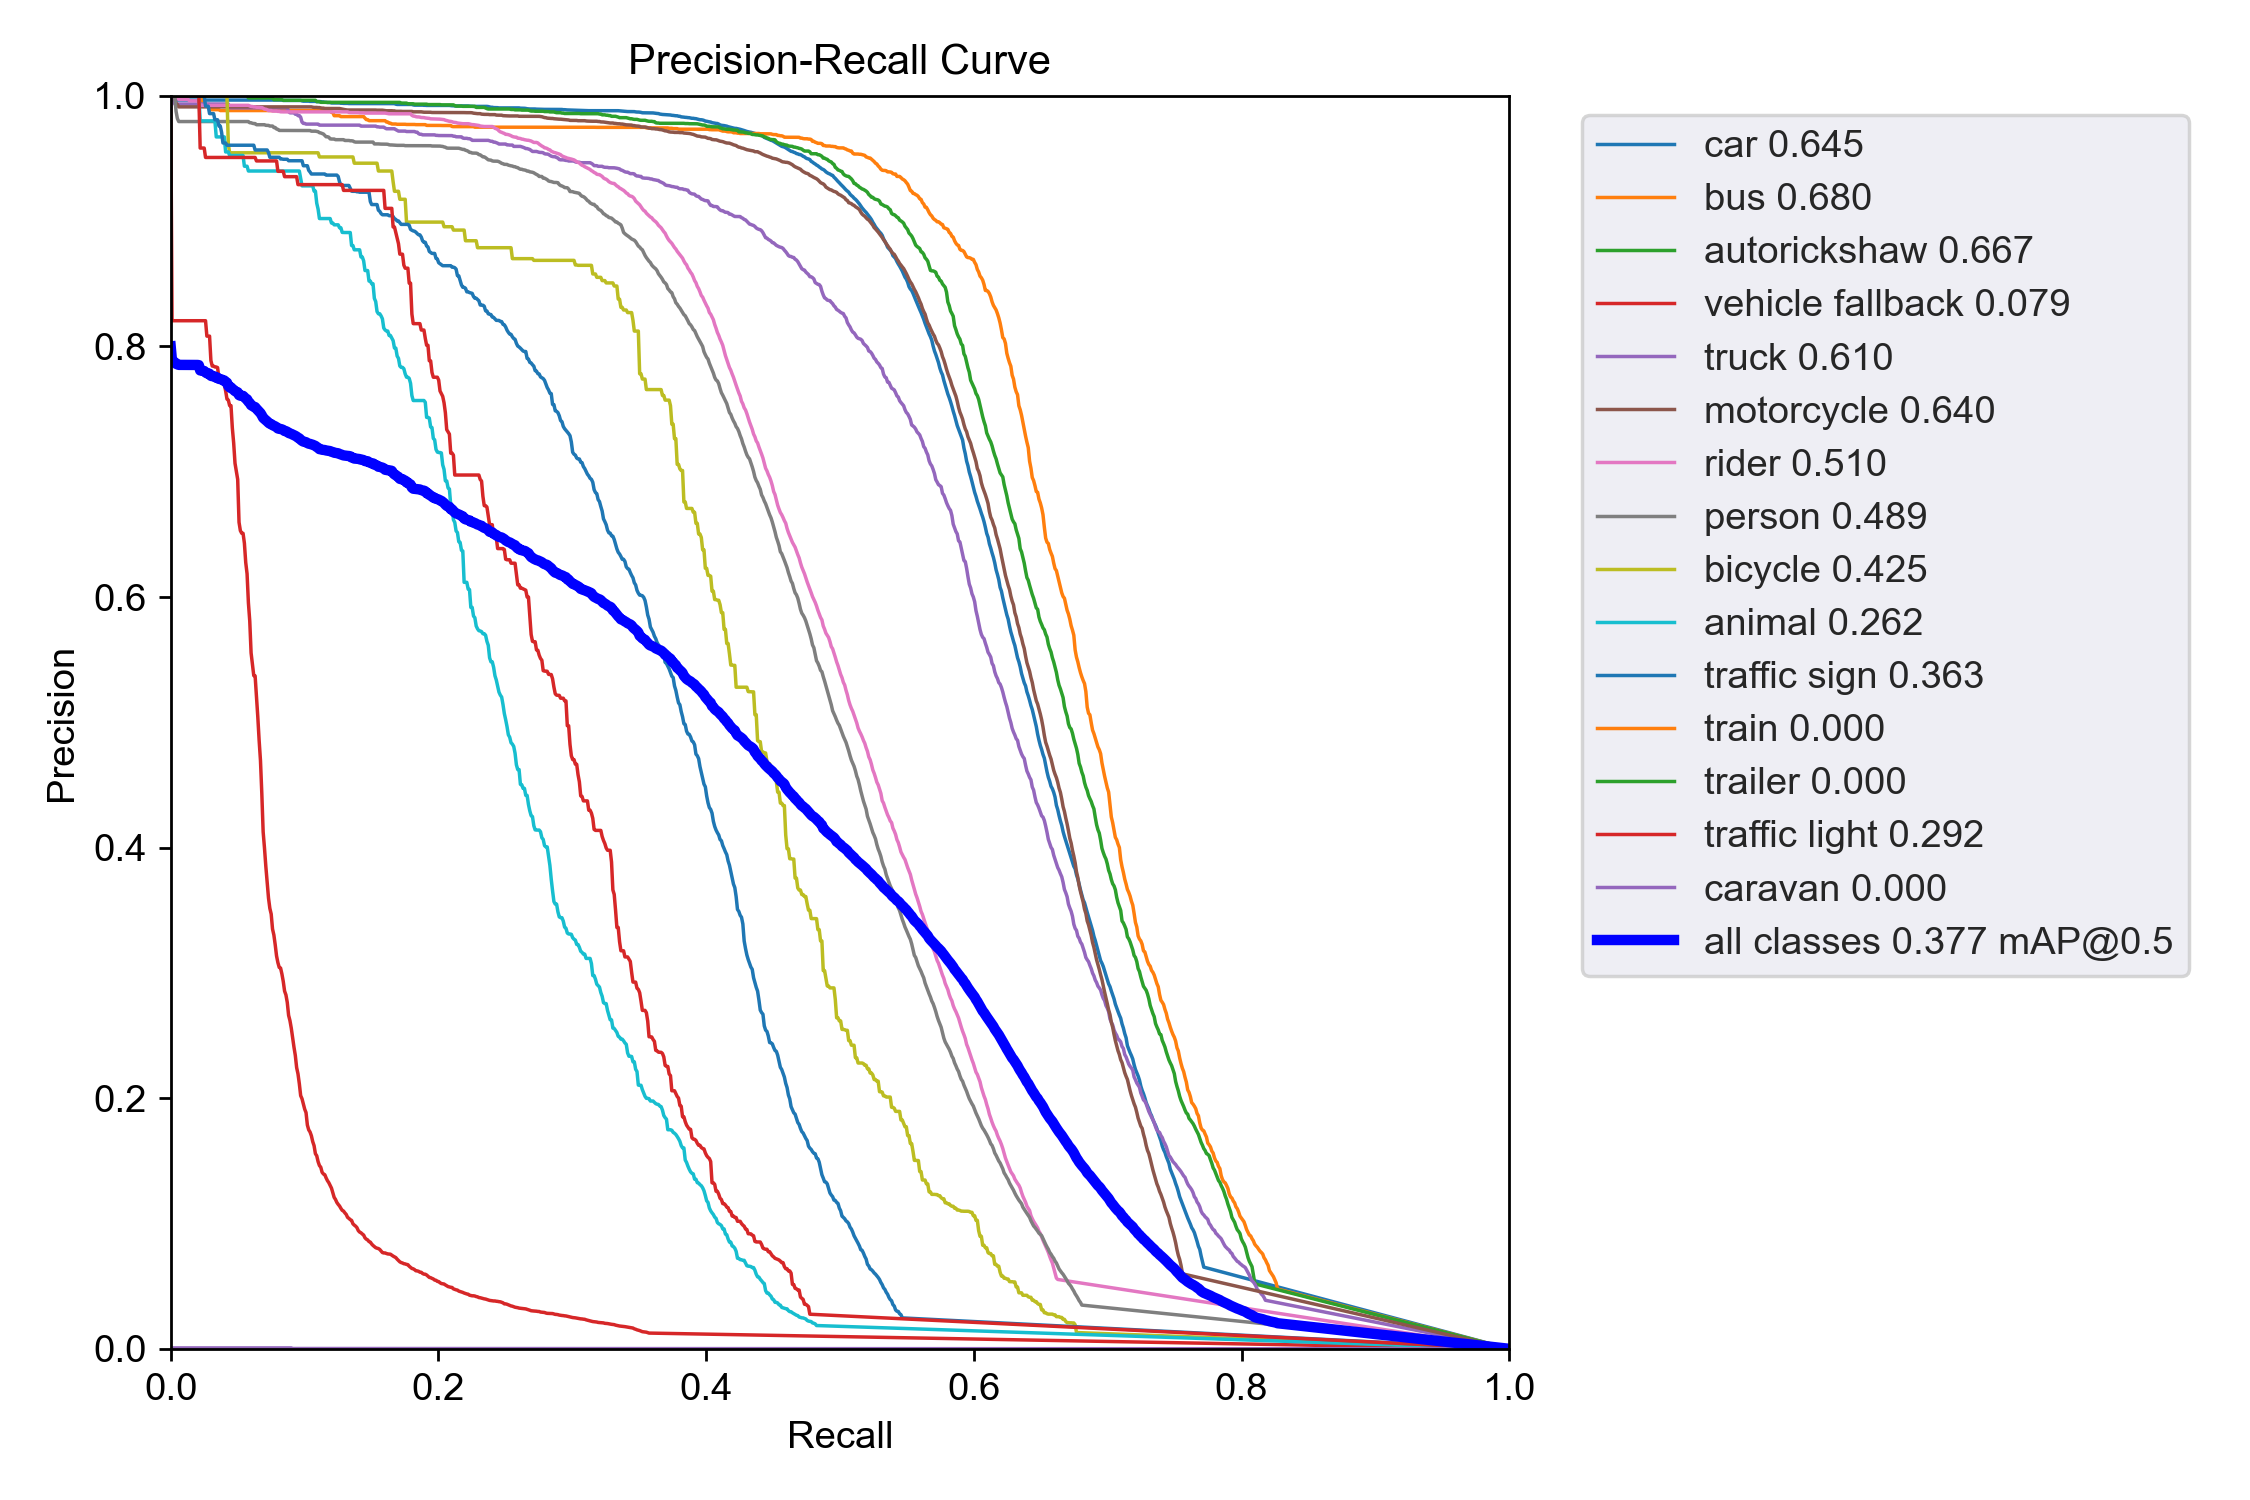 Precision-Recall Curve
1.0
0.8
0.6
0.4
0.2
0.0
Precision
0.0 0.2 0.4 0.6 0.8 1.0
Recall
car 0.645
bus 0.680
autorickshaw 0.667
vehicle fallback 0.079
truck 0.610
motorcycle 0.640
rider 0.510
person 0.489
bicycle 0.425
animal 0.262
traffic sign 0.363
train 0.000
trailer 0.000
traffic light 0.292
caravan 0.000
all classes 0.377 mAP@0.5